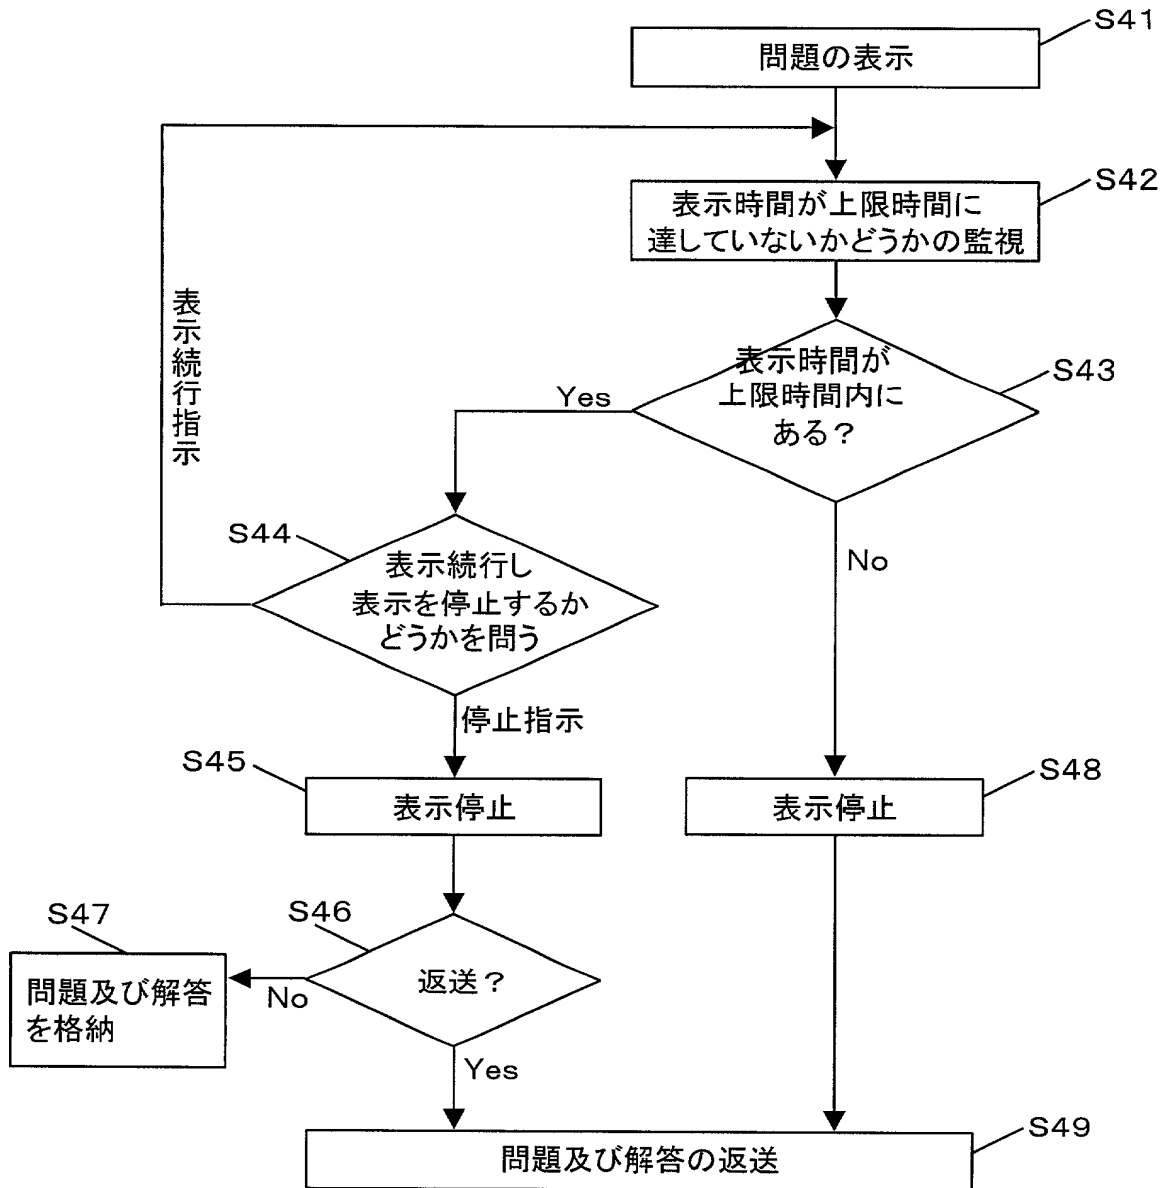 S41
問題の表示
S42
表示時間が上限時間に
達していないかどうかの監視
表示続行指示
S43
表示時間が
上限時間内に
ある？
Yes
No
S44
表示続行し
表示を停止するか
どうかを問う
停止指示
S45
表示停止
S48
表示停止
S46
返送？
S47
問題及び解答
を格納
No
Yes
S49
問題及び解答の返送